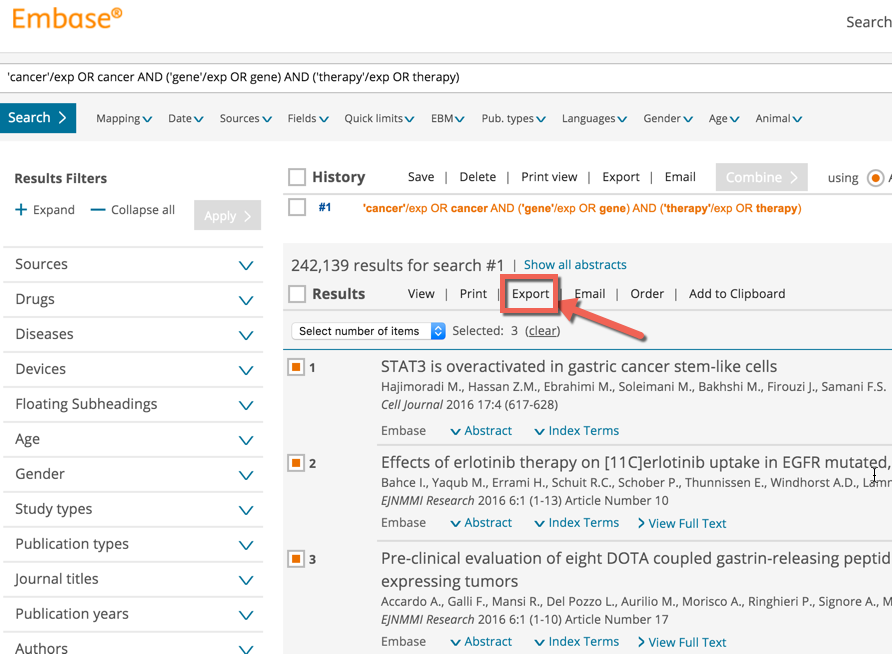 Embase®
Search
'cancer'/exp OR cancer AND ('gene'/exp OR gene) AND ('therapy'/exp OR therapy)
Search
Mapping Date Sources Fields Quick limits EBM Pub. types Languages Gender Age Animal
Results Filters
Expand Collapse all Apply
History Save | Delete | Print view | Export | Email Combine using
#1 'cancer'/exp OR cancer AND ('gene'/exp OR gene) AND ('therapy'/exp OR therapy)
Sources
Drugs
Diseases
Devices
Floating Subheadings
Age
Gender
Study types
Publication types
Journal titles
Publication years
Authors
242,139 results for search #1 | Show all abstracts
Results View | Print | Export | Email | Order | Add to Clipboard
Select number of items Selected: 3 (clear)
1 STAT3 is overactivated in gastric cancer stem-like cells
Hajimoradi M., Hassan Z.M., Ebrahimi M., Soleimani M., Bakhshi M., Firouzi J., Samani F.S.
Cell Journal 2016 17:4 (617-628)
Embase Abstract Index Terms
2 Effects of erlotinib therapy on [11C]erlotinib uptake in EGFR mutated,
Bahce I., Yaqub M., Errami H., Schuit R.C., Schober P., Thunnissen E., Windhorst A.D., Lamm
EJNMMI Research 2016 6:1 (1-13) Article Number 10
Embase Abstract Index Terms View Full Text
3 Pre-clinical evaluation of eight DOTA coupled gastrin-releasing peptid
expressing tumors
Accardo A., Galli F., Mansi R., Del Pozzo L., Aurilio M., Morisco A., Ringhieri P., Signore A., M
EJNMMI Research 2016 6:1 (1-10) Article Number 17
Embase Abstract Index Terms View Full Text